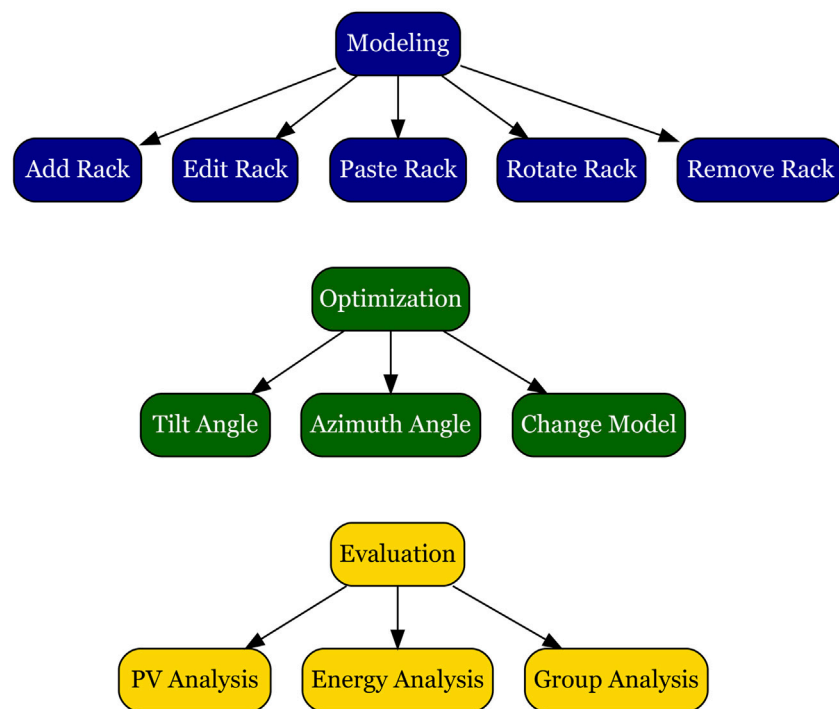 Modeling
Add Rack
Edit Rack
Paste Rack
Rotate Rack
Remove Rack
Optimization
Tilt Angle
Azimuth Angle
Change Model
Evaluation
PV Analysis
Energy Analysis
Group Analysis